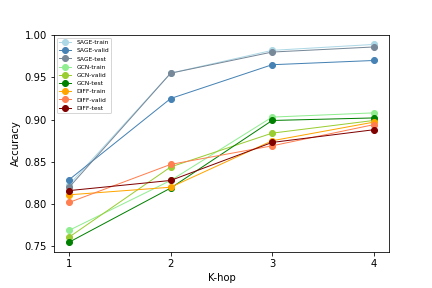 1.00
0.95
0.90
0.85
0.80
0.75
Accuracy
SAGE-train
SAGE-valid
SAGE-test
GCN-train
GCN-valid
GCN-test
DIFF-train
DIFF-valid
DIFF-test
1 2 3 4
K-hop